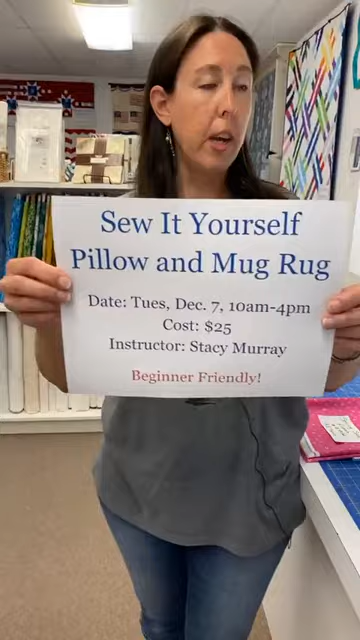 Sew It Yourself
Pillow and Mug Rug
Date: Tues, Dec. 7, 10am-4pm
Cost: $25
Instructor: Stacy Murray
Beginner Friendly!